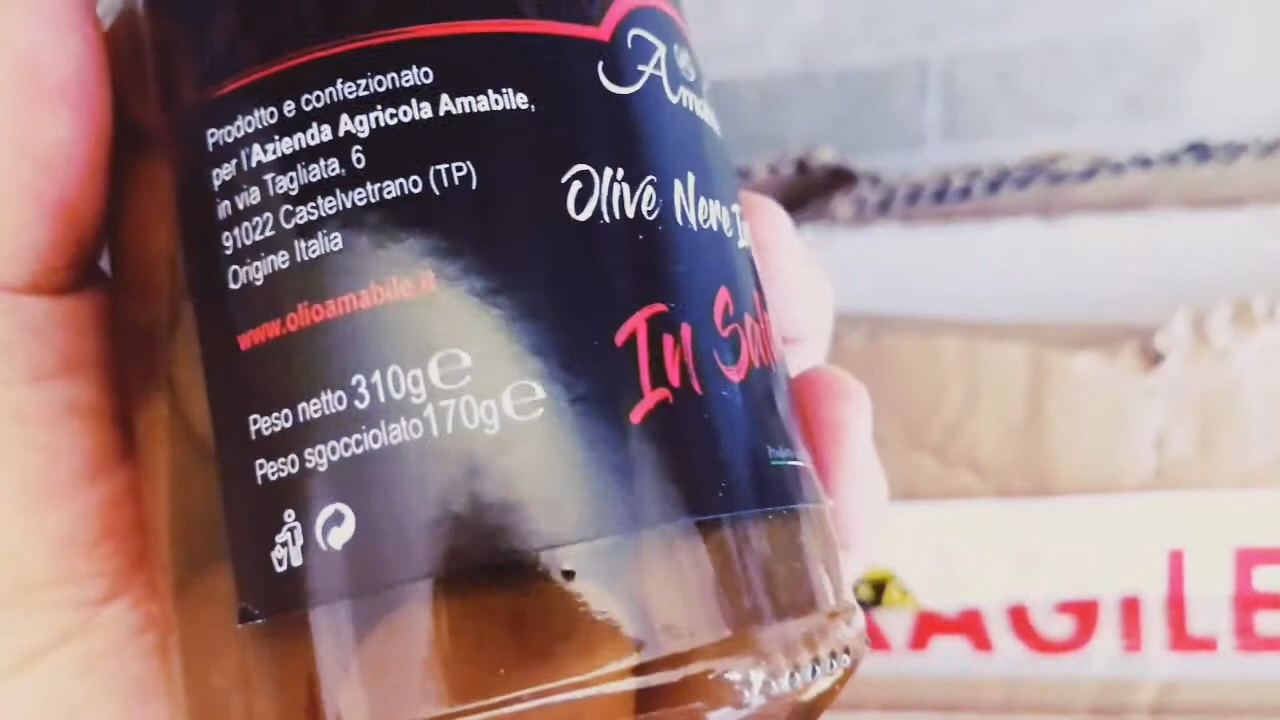 Prodotto e confezionato
per l'Azienda Agricola Amabile,
in via Tagliata, 6
91022 Castelvetrano (TP)
Origine Italia
www.olioamabile.it
Peso netto 310g ℮
Peso sgocciolato 170g ℮
Olive Nere
In